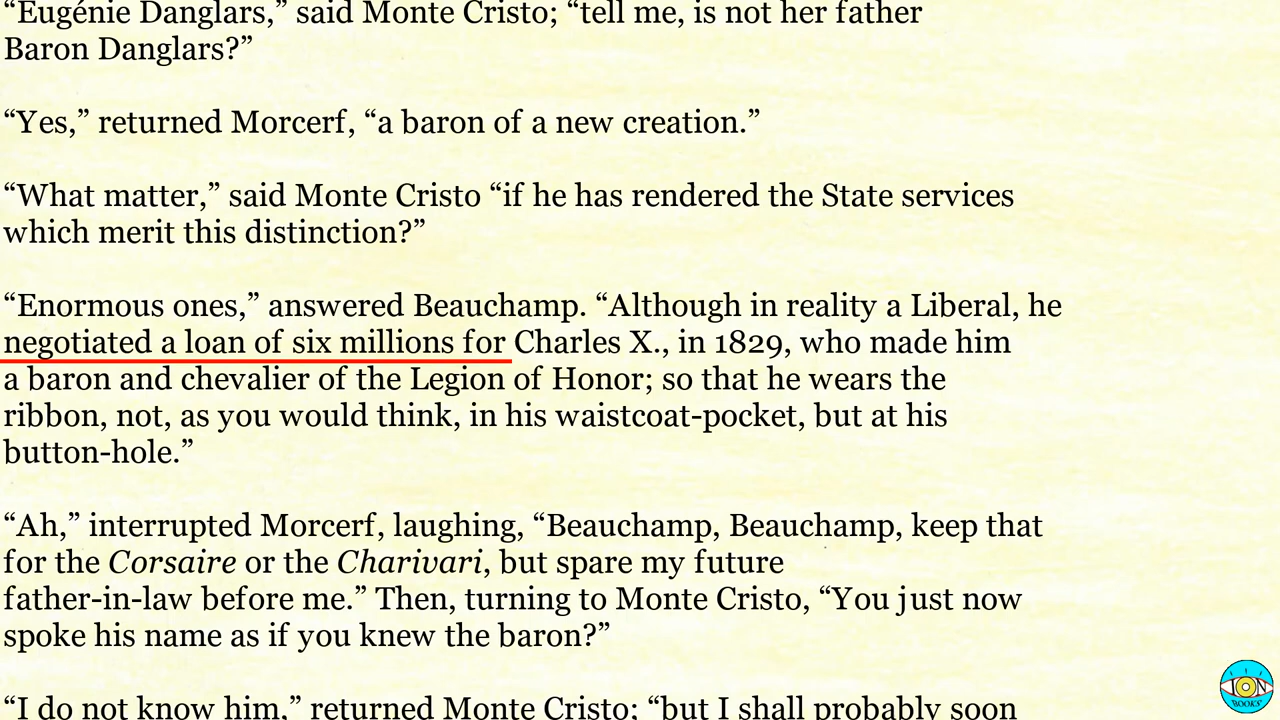 “Eugénie Danglars,” said Monte Cristo; “tell me, is not her father
Baron Danglars?”
“Yes,” returned Morcerf, “a baron of a new creation.”
“What matter,” said Monte Cristo “if he has rendered the State services
which merit this distinction?”
“Enormous ones,” answered Beauchamp. “Although in reality a Liberal, he
negotiated a loan of six millions for Charles X., in 1829, who made him
a baron and chevalier of the Legion of Honor; so that he wears the
ribbon, not, as you would think, in his waistcoat-pocket, but at his
button-hole.”
“Ah,” interrupted Morcerf, laughing, “Beauchamp, Beauchamp, keep that
for the Corsaire or the Charivari, but spare my future
father-in-law before me.” Then, turning to Monte Cristo, “You just now
spoke his name as if you knew the baron?”
“I do not know him,” returned Monte Cristo; “but I shall probably soon
ION
BOOKS